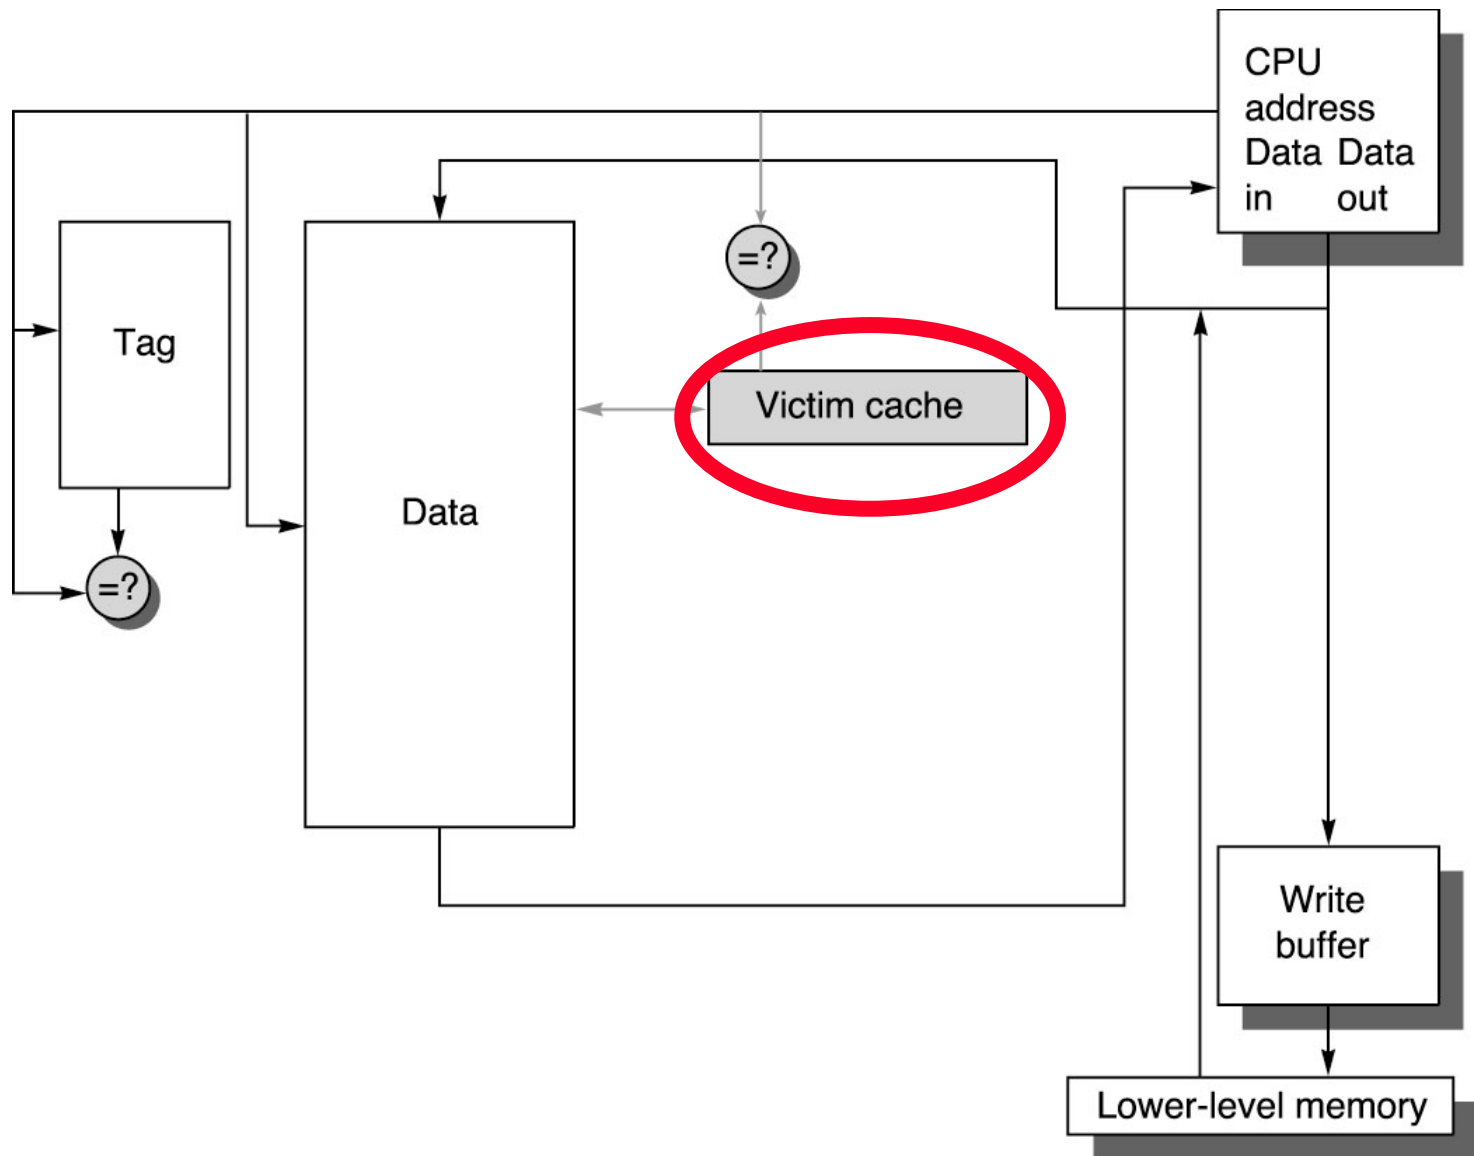 CPU
address
Data Data
in out
=?
Tag
Victim cache
Data
=?
Write
buffer
Lower-level memory